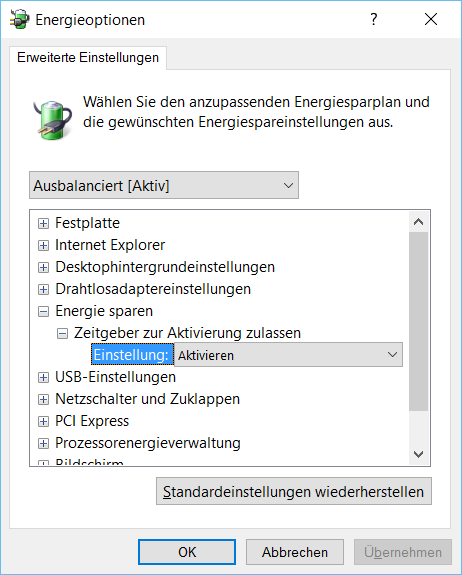 Energieoptionen
Erweiterte Einstellungen
Wählen Sie den anzupassenden Energiesparplan und
die gewünschten Energiespareinstellungen aus.
Ausbalanciert [Aktiv]
Festplatte
Internet Explorer
Desktophintergrundeinstellungen
Drahtlosadaptereinstellungen
Energie sparen
Zeitgeber zur Aktivierung zulassen
Einstellung: Aktivieren
USB-Einstellungen
Netzschalter und Zuklappen
PCI Express
Prozessorenergieverwaltung
Bildschirm
Standardeinstellungen wiederherstellen
OK Abbrechen Übernehmen